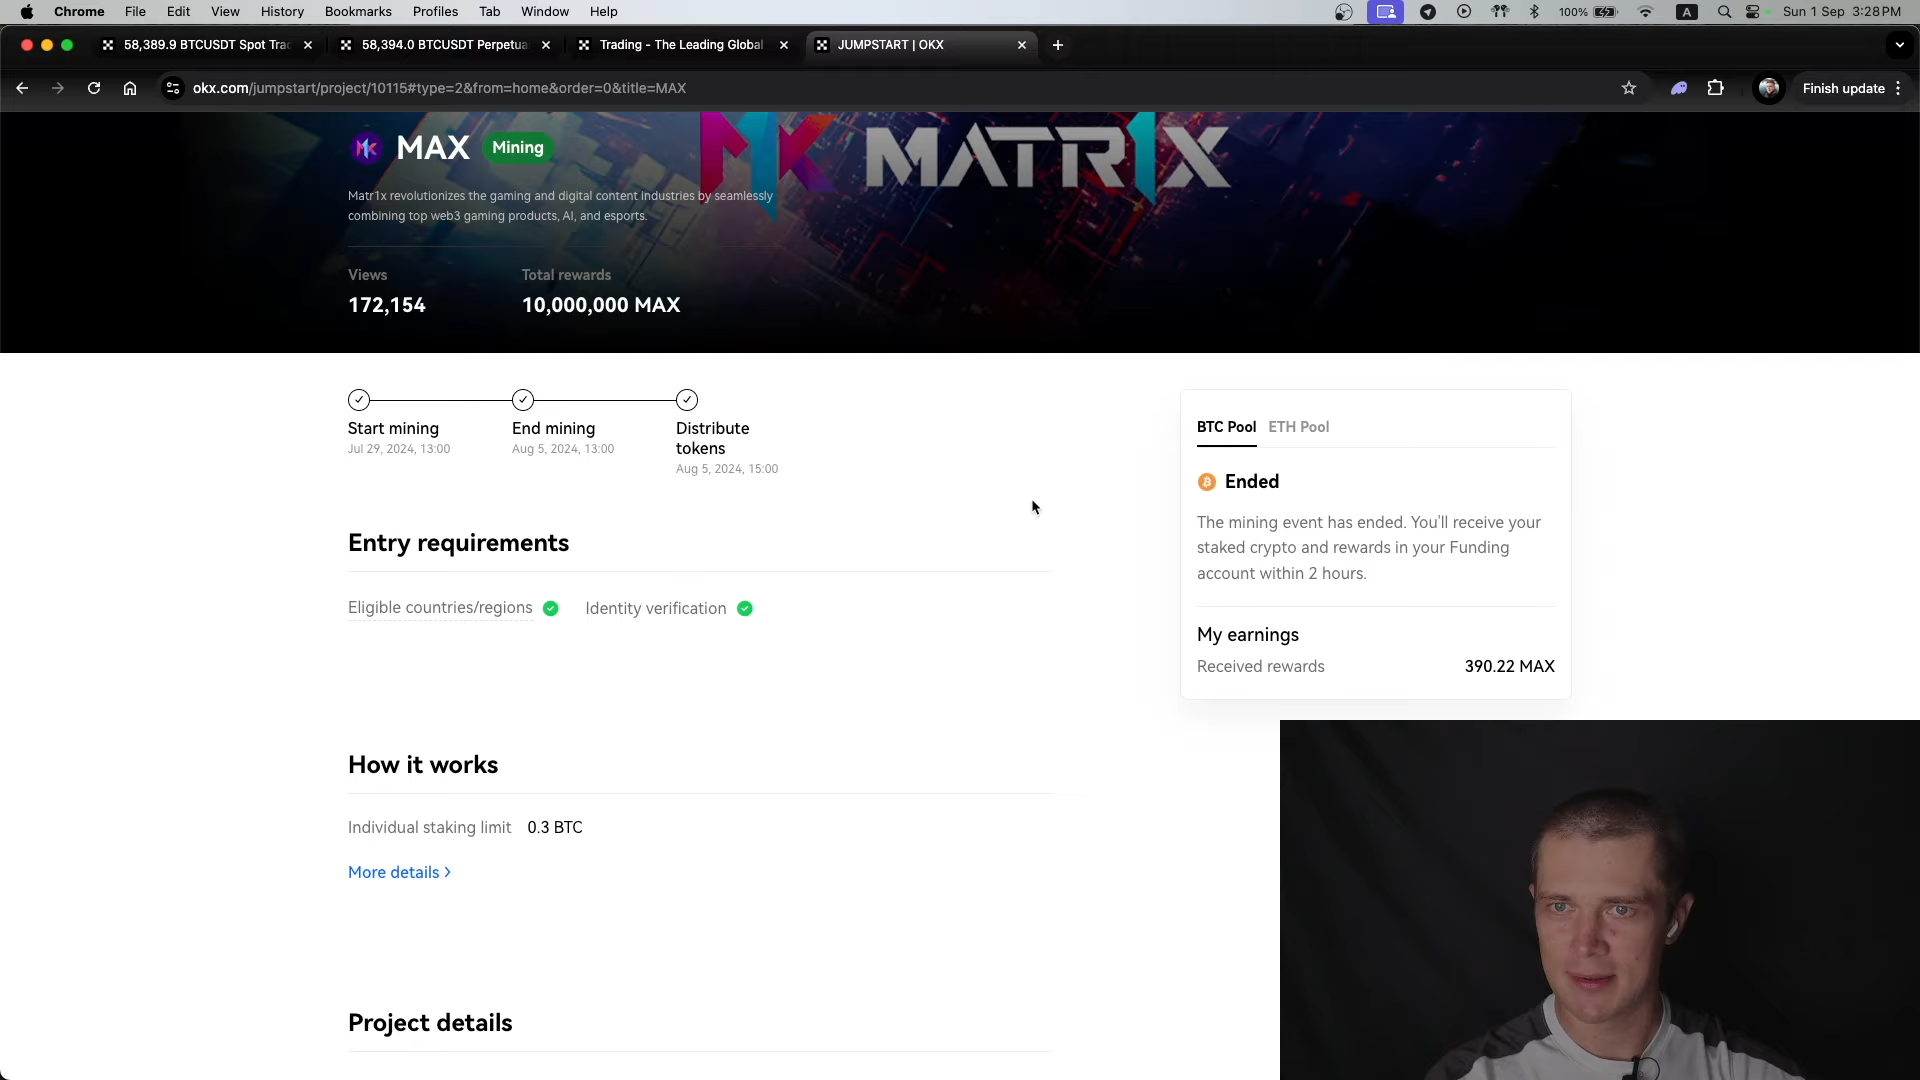 Chrome File Edit View History Bookmarks Profiles Tab Window Help 100% A Sun 1 Sep 3:28 PM
58,389.9 BTCUSDT Spot Trac 58,394.0 BTCUSDT Perpetua Trading - The Leading Global JUMPSTART | OKX
okx.com/jumpstart/project/10115#type=2&from=home&order=0&title=MAX Finish update
MAX Mining
MATR1X
Matr1x revolutionizes the gaming and digital content industries by seamlessly
combining top web3 gaming products, AI, and esports.
Views Total rewards
172,154 10,000,000 MAX
Start mining End mining Distribute
tokens
Jul 29, 2024, 13:00 Aug 5, 2024, 13:00
Aug 5, 2024, 15:00
BTC Pool ETH Pool
Ended
The mining event has ended. You'll receive your
staked crypto and rewards in your Funding
account within 2 hours.
My earnings
Received rewards 390.22 MAX
Entry requirements
Eligible countries/regions Identity verification
How it works
Individual staking limit 0.3 BTC
More details >
Project details